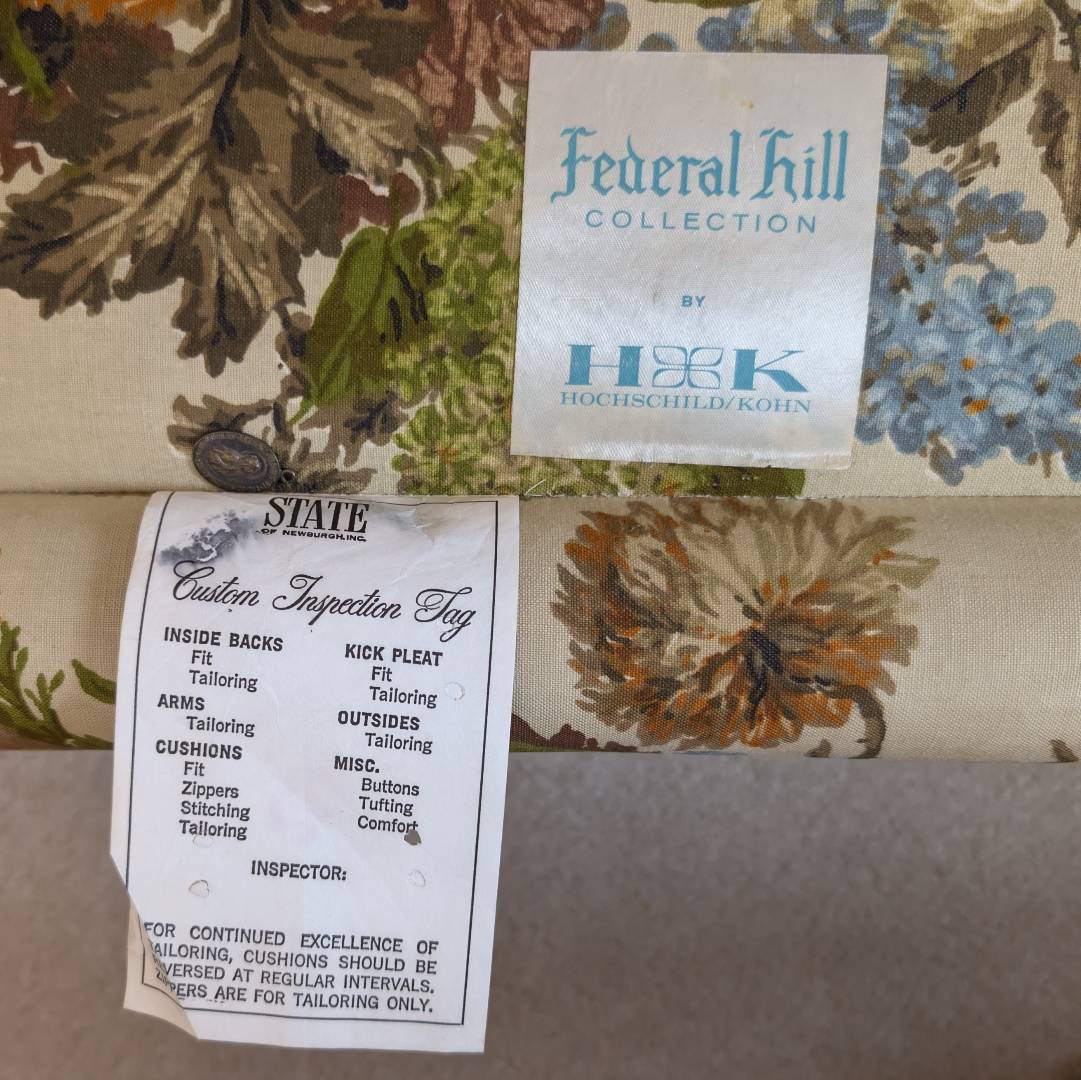 Federal Hill
COLLECTION
BY
H K
HOCHSCHILD/KOHN
STATE
OF NEWBURGH, INC.
Custom Inspection Tag
INSIDE BACKS
Fit
Tailoring
ARMS
Tailoring
CUSHIONS
Fit
Zippers
Stitching
Tailoring
KICK PLEAT
Fit
Tailoring
OUTSIDES
Tailoring
MISC.
Buttons
Tufting
Comfort
INSPECTOR:
FOR CONTINUED EXCELLENCE OF
AILORING, CUSHIONS SHOULD BE
VERSED AT REGULAR INTERVALS.
PERS ARE FOR TAILORING ONLY.